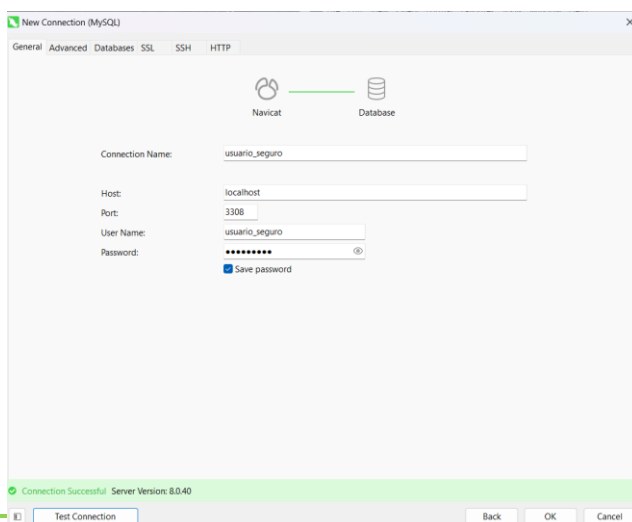 New Connection (MySQL)
General Advanced Databases SSL SSH HTTP
Navicat Database
Connection Name: usuario_seguro
Host: localhost
Port: 3308
User Name: usuario_seguro
Password: •••••••••
Save password
Connection Successful Server Version: 8.0.40
Test Connection Back OK Cancel